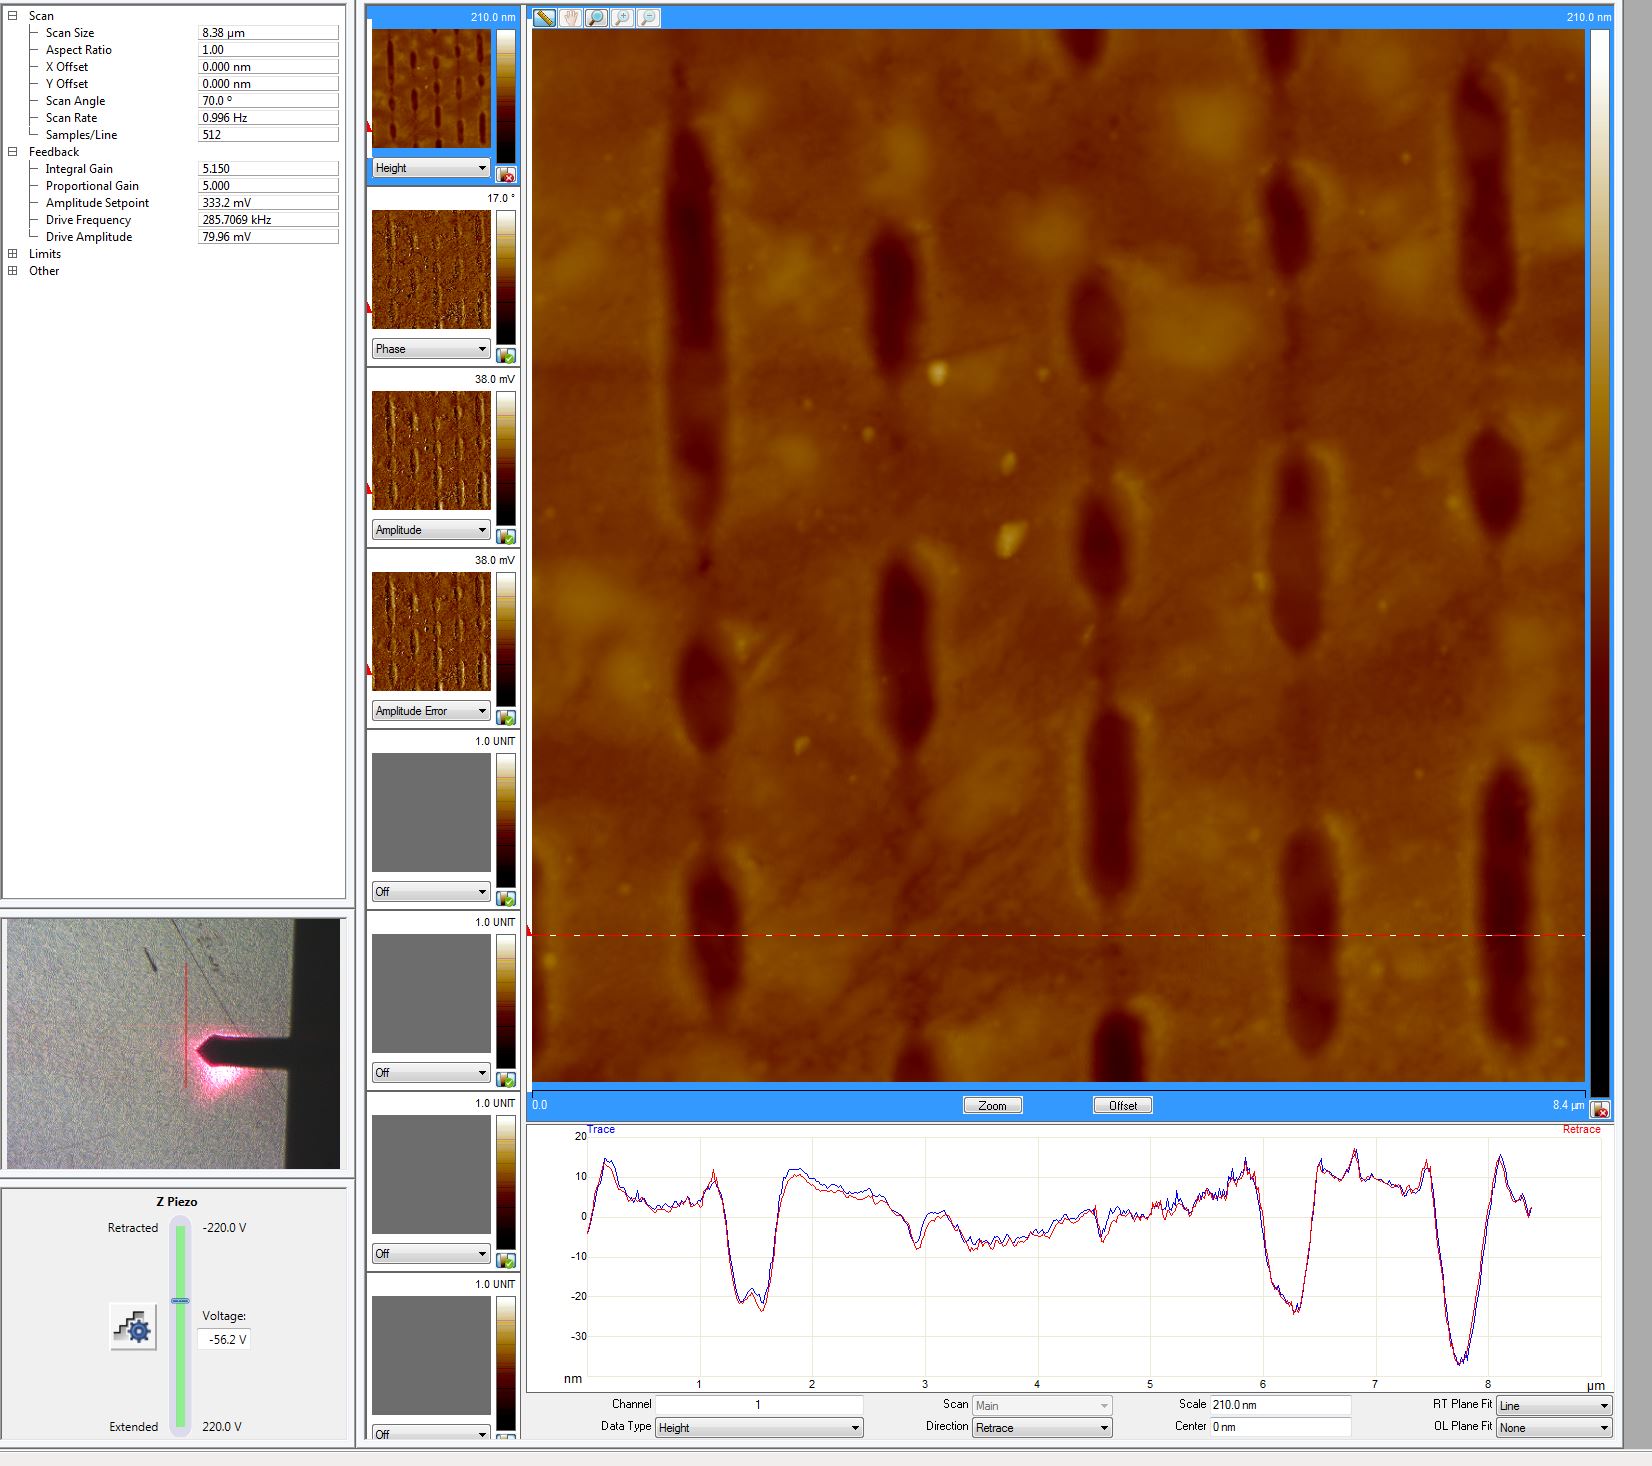 Scan
Scan Size 8.38 µm
Aspect Ratio 1.00
X Offset 0.000 nm
Y Offset 0.000 nm
Scan Angle 70.0 º
Scan Rate 0.996 Hz
Samples/Line 512
Feedback
Integral Gain 5.150
Proportional Gain 5.000
Amplitude Setpoint 333.2 mV
Drive Frequency 285.7069 kHz
Drive Amplitude 79.96 mV
Limits
Other
Z Piezo
Retracted -220.0 V
Voltage:
-56.2 V
Extended 220.0 V
210.0 nm
Height
17.0 °
Phase
38.0 mV
Amplitude
38.0 mV
Amplitude Error
1.0 UNIT
Off
1.0 UNIT
Off
1.0 UNIT
Off
1.0 UNIT
Off
210.0 nm
0.0 Zoom Offset 8.4 µm
Trace Retrace
20
10
0
-10
-20
-30
nm 1 2 3 4 5 6 7 8 µm
Channel 1 Scan Main Scale 210.0 nm RT Plane Fit Line
Data Type Height Direction Retrace Center 0 nm OL Plane Fit None